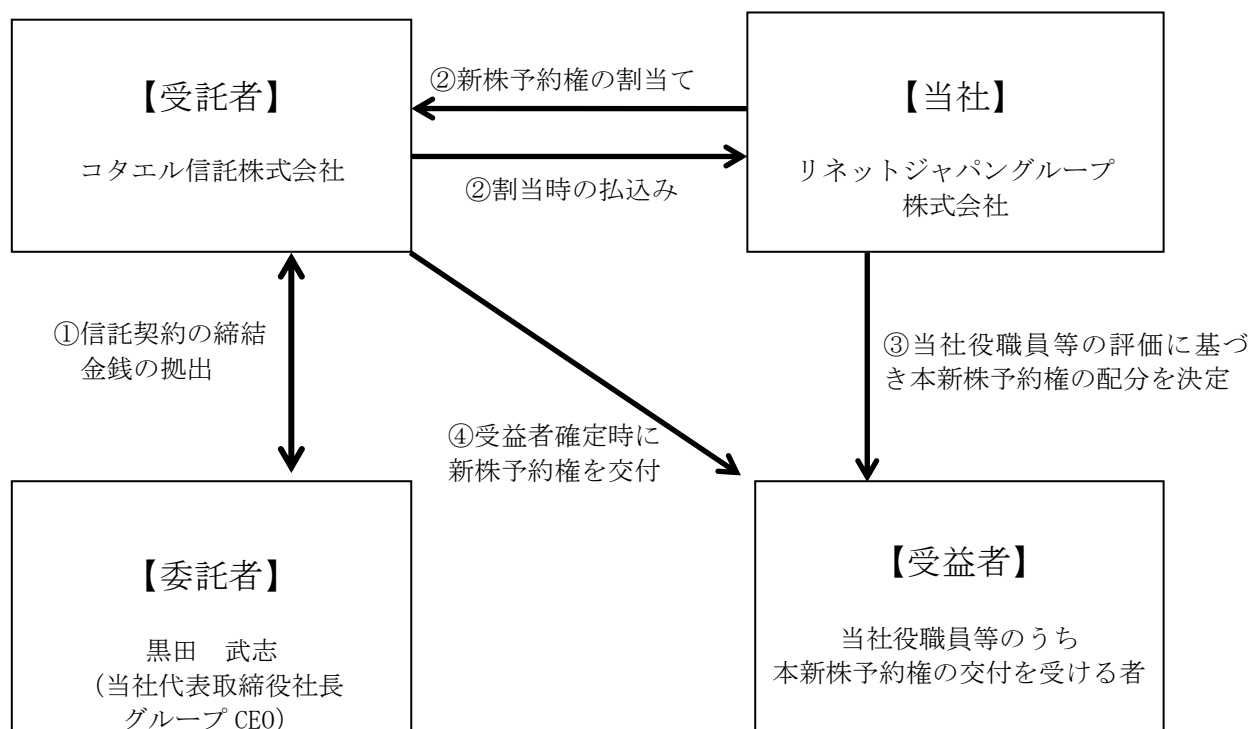 【受託者】
コタエル信託株式会社
②新株予約権の割当て
②割当時の払込み
【当社】
リネットジャパングループ
株式会社
①信託契約の締結
金銭の拠出
④受益者確定時に
新株予約権を交付
③当社役職員等の評価に基づ
き本新株予約権の配分を決定
【委託者】
黒田　武志
（当社代表取締役社長
グループ CEO）
【受益者】
当社役職員等のうち
本新株予約権の交付を受ける者